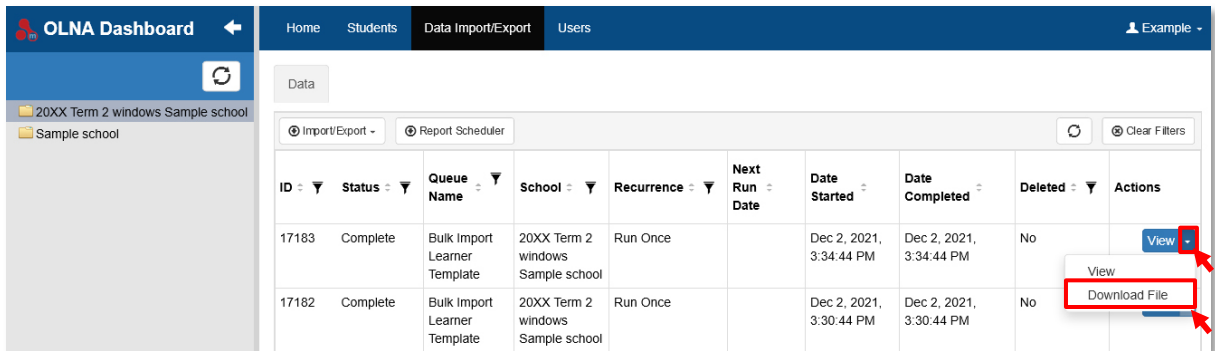 OLNA Dashboard
Home Students Data Import/Export Users Example
20XX Term 2 windows Sample school
Sample school
Data
Import/Export Report Scheduler Clear Filters
ID Status Queue Name School Recurrence Next Run Date Date Started Date Completed Deleted Actions
17183 Complete Bulk Import Learner Template 20XX Term 2 windows Sample school Run Once Dec 2, 2021, 3:34:44 PM Dec 2, 2021, 3:34:44 PM No View
View
Download File
17182 Complete Bulk Import Learner Template 20XX Term 2 windows Sample school Run Once Dec 2, 2021, 3:30:44 PM Dec 2, 2021, 3:30:44 PM No